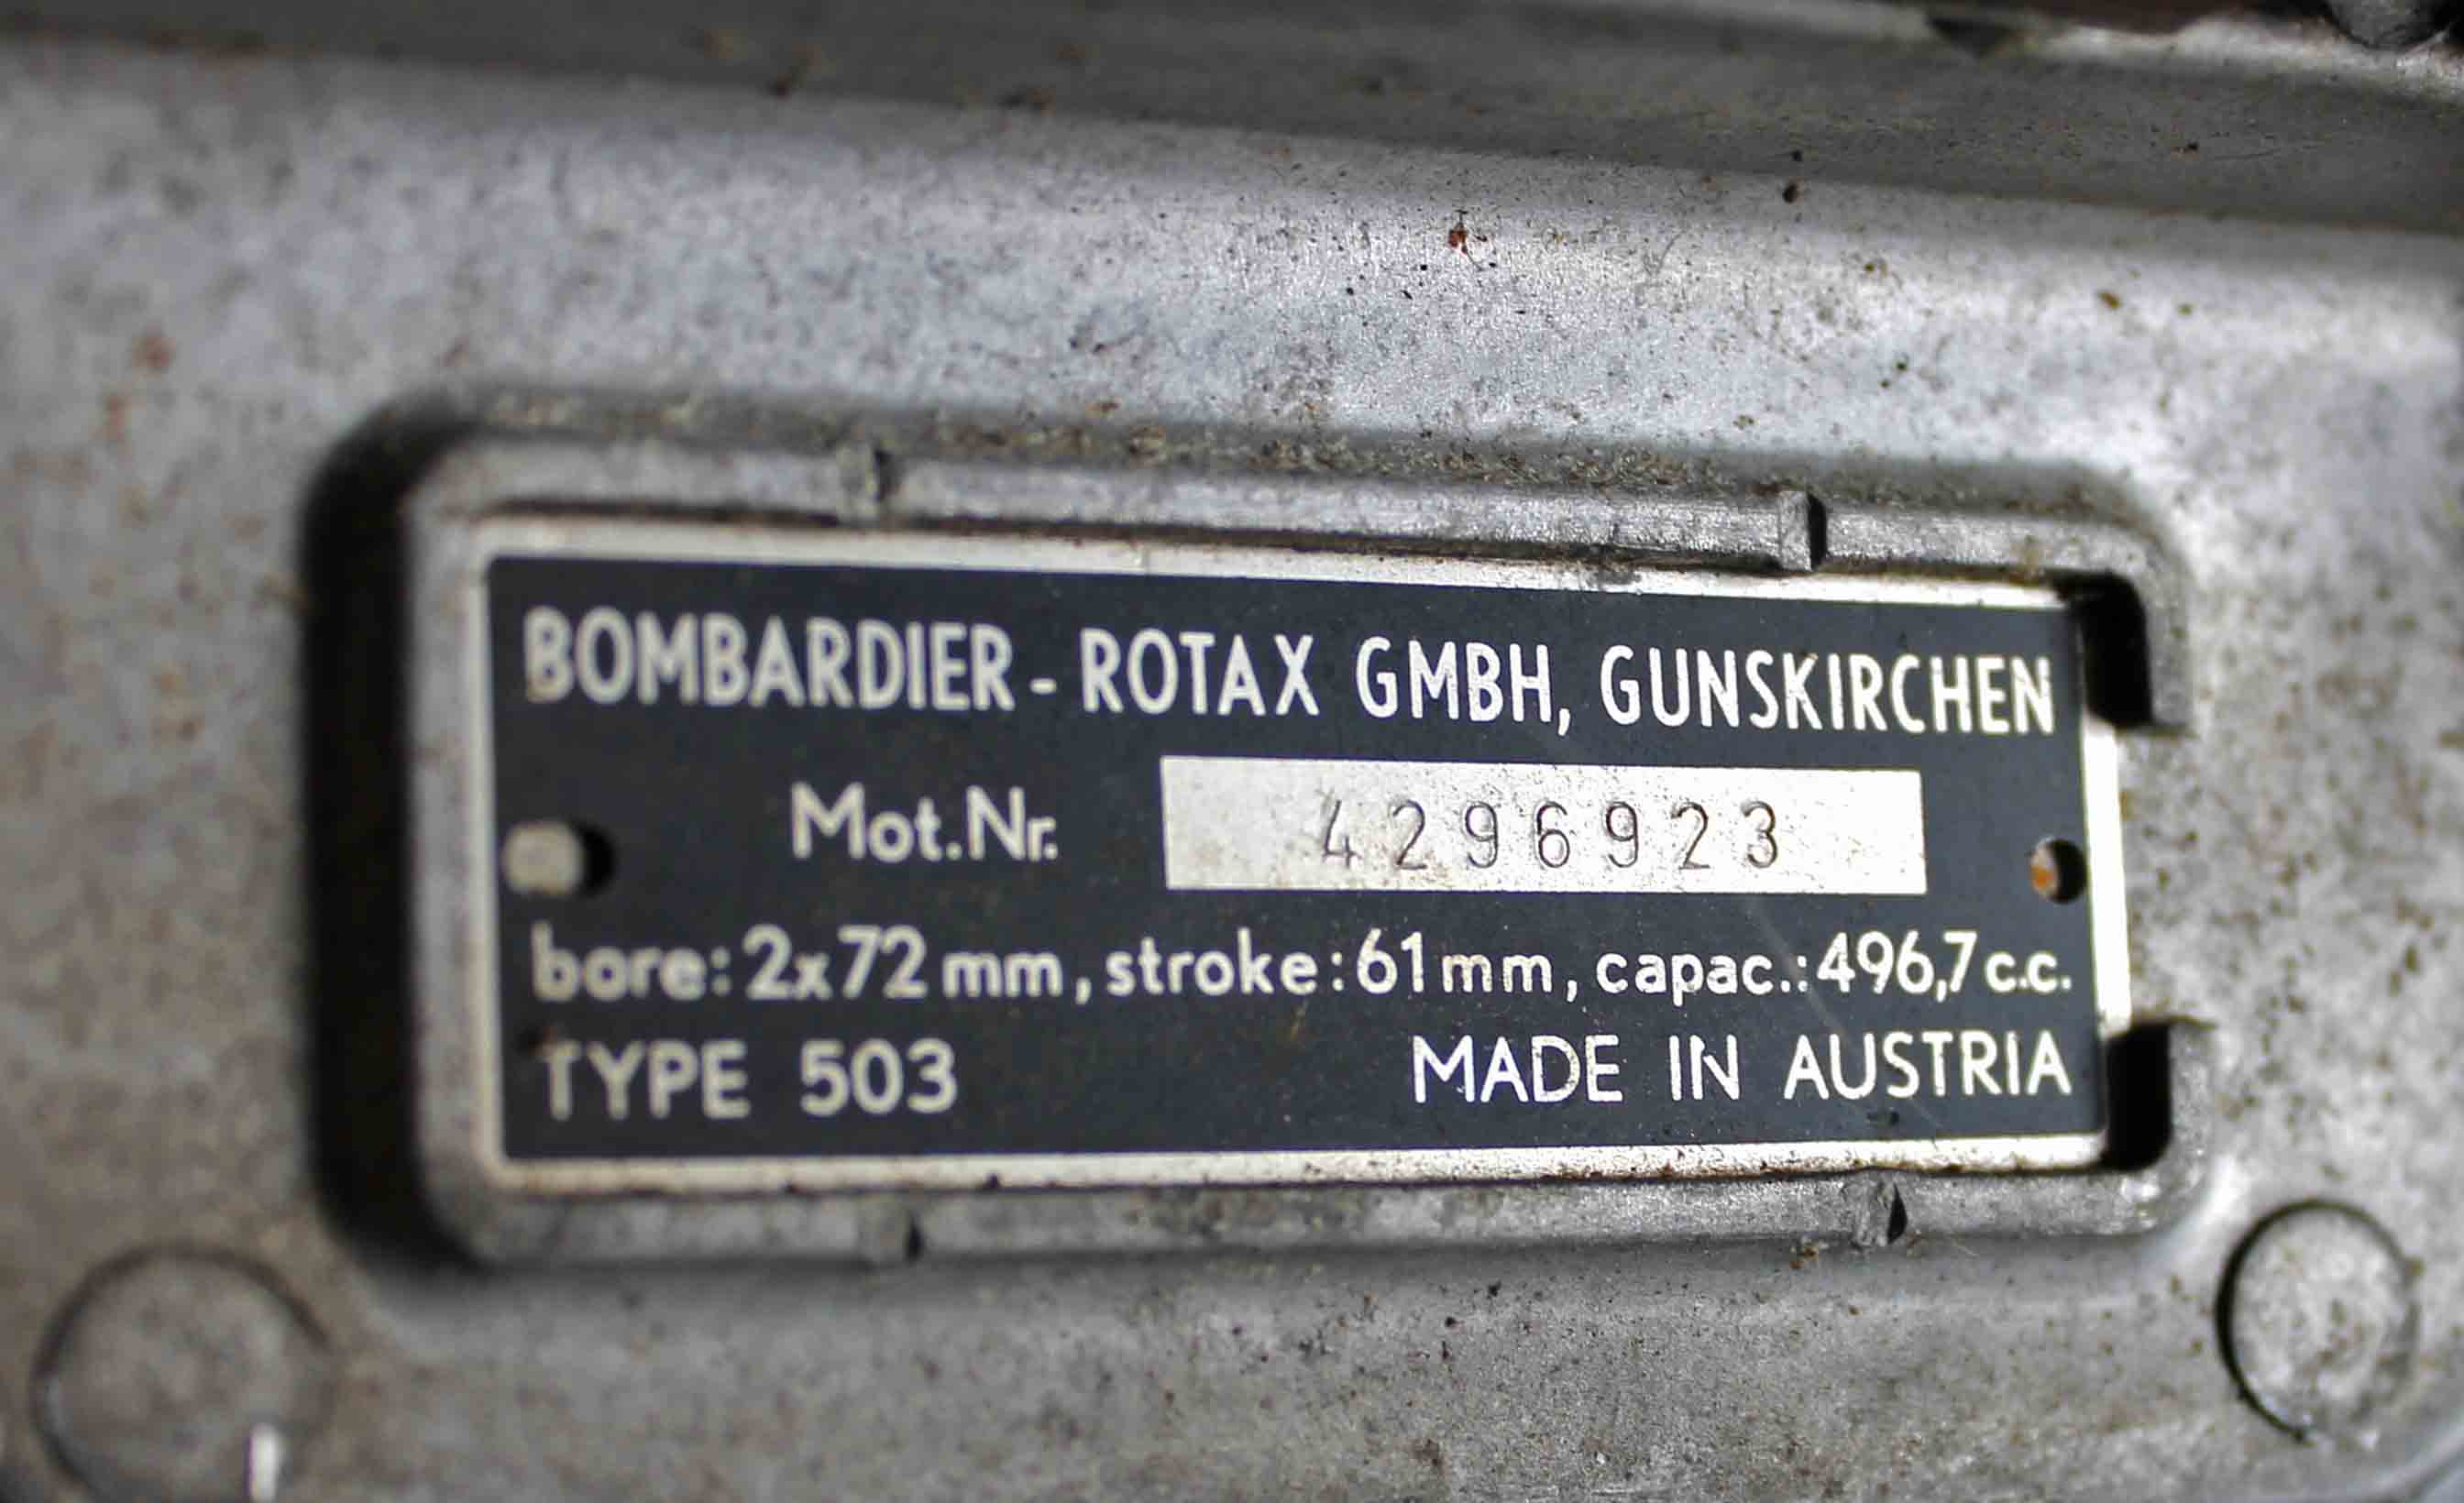 BOMBARDIER - ROTAX GMBH, GUNSKIRCHEN
Mot.Nr. 4296923
bore: 2x72 mm, stroke: 61 mm, capac.: 496,7 c.c.
TYPE 503 MADE IN AUSTRIA